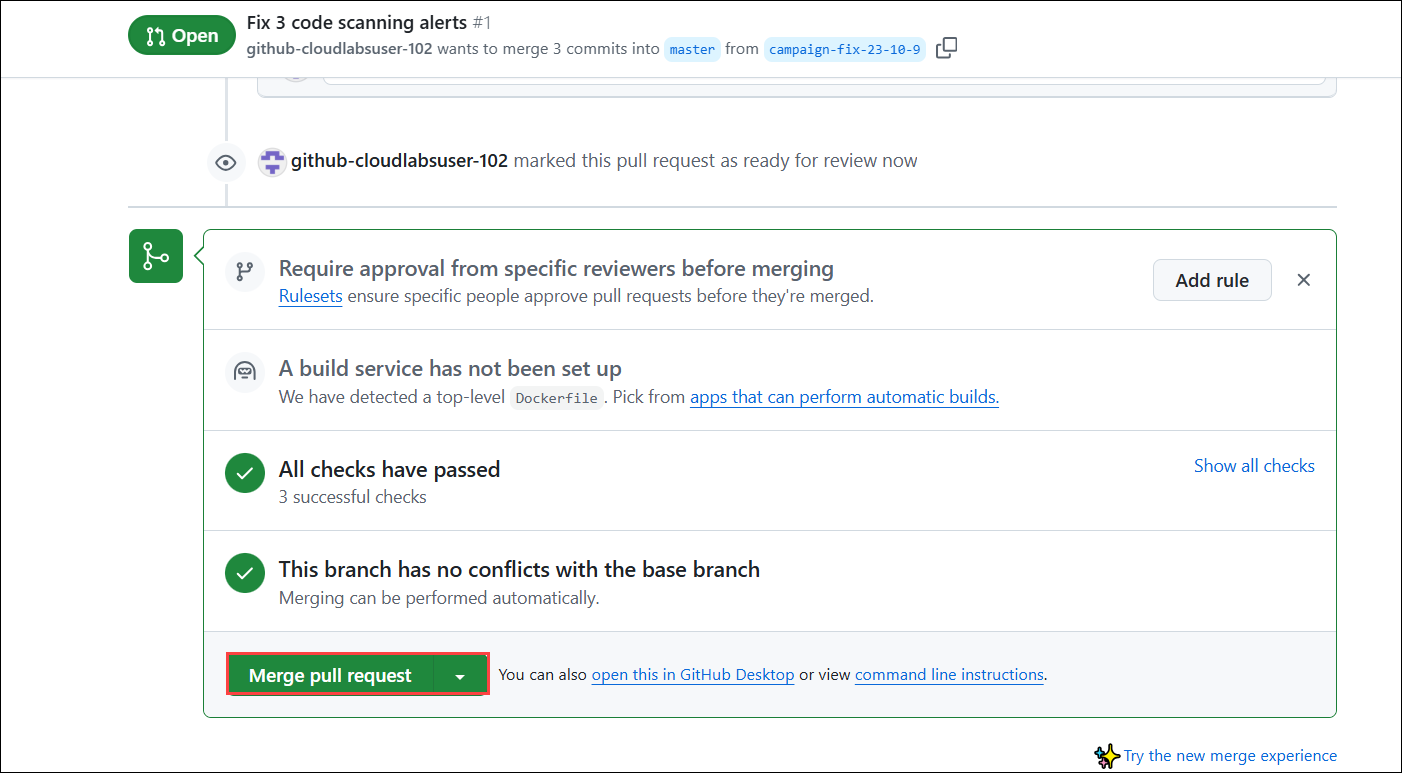 Open
Fix 3 code scanning alerts #1
github-cloudlabsuser-102 wants to merge 3 commits into master from campaign-fix-23-10-9
github-cloudlabsuser-102 marked this pull request as ready for review now
Require approval from specific reviewers before merging
Rulesets ensure specific people approve pull requests before they're merged.
Add rule
A build service has not been set up
We have detected a top-level Dockerfile. Pick from apps that can perform automatic builds.
All checks have passed
3 successful checks
Show all checks
This branch has no conflicts with the base branch
Merging can be performed automatically.
Merge pull request
You can also open this in GitHub Desktop or view command line instructions.
Try the new merge experience